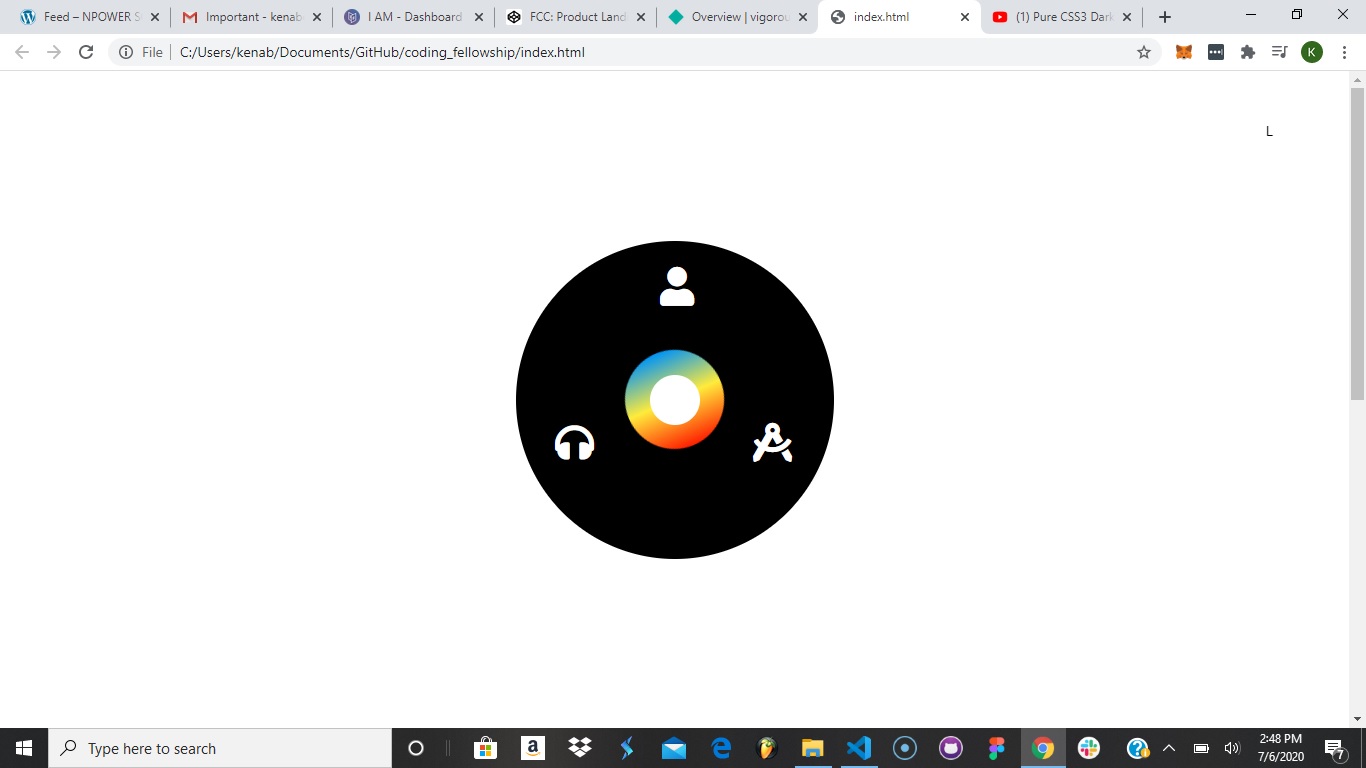 Feed – NPOWER S
Important - kenab
I AM - Dashboard
FCC: Product Land
Overview | vigorou
index.html
(1) Pure CSS3 Dark
File
C:/Users/kenab/Documents/GitHub/coding_fellowship/index.html
K
L
Type here to search
a
2:48 PM
7/6/2020
7